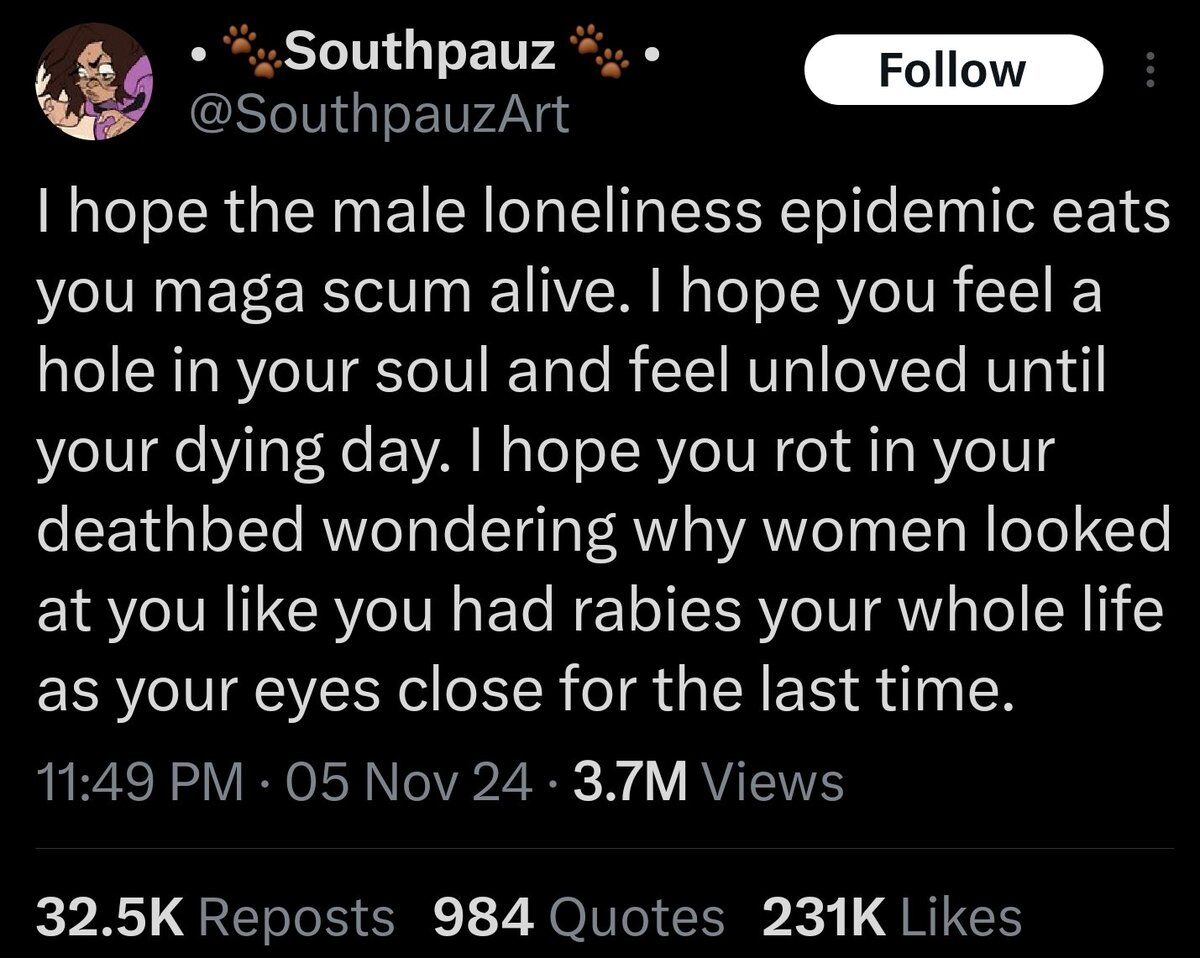 • 🐾Southpauz 🐾 •
Follow
@SouthpauzArt
I hope the male loneliness epidemic eats
you maga scum alive. I hope you feel a
hole in your soul and feel unloved until
your dying day. I hope you rot in your
deathbed wondering why women looked
at you like you had rabies your whole life
as your eyes close for the last time.
11:49 PM · 05 Nov 24 · 3.7M Views
32.5K Reposts 984 Quotes 231K Likes